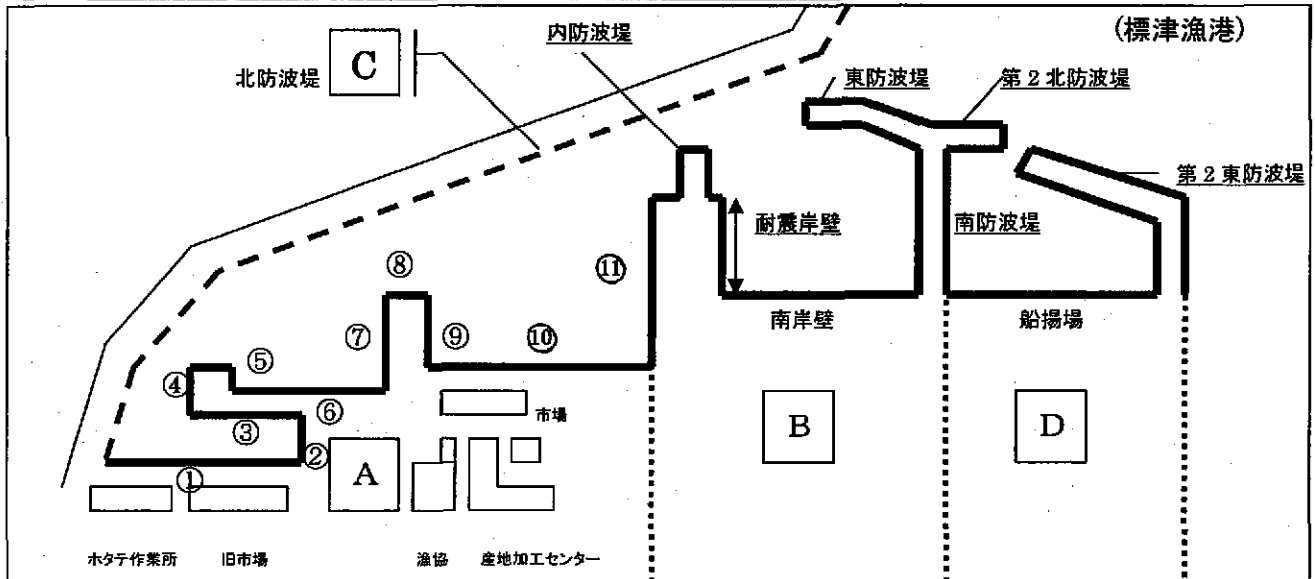 (標津漁港)
内防波堤
北防波堤
C
東防波堤
第2北防波堤
第2東防波堤
耐震岸壁
南防波堤
⑧
⑪
南岸壁
船揚場
⑦
⑨
⑩
⑤
④
⑥
③
市場
B
D
②
A
①
ホタテ作業所
旧市場
漁協
産地加工センター